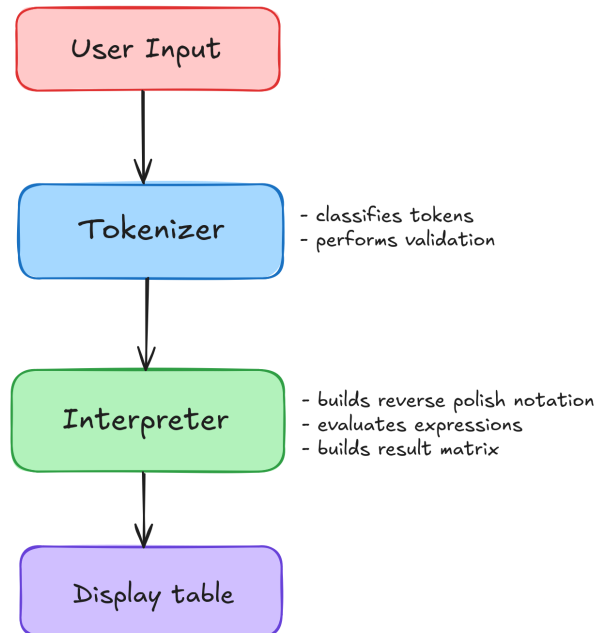 User Input
Tokenizer
- classifies tokens
- performs validation
Interpreter
- builds reverse polish notation
- evaluates expressions
- builds result matrix
Display table